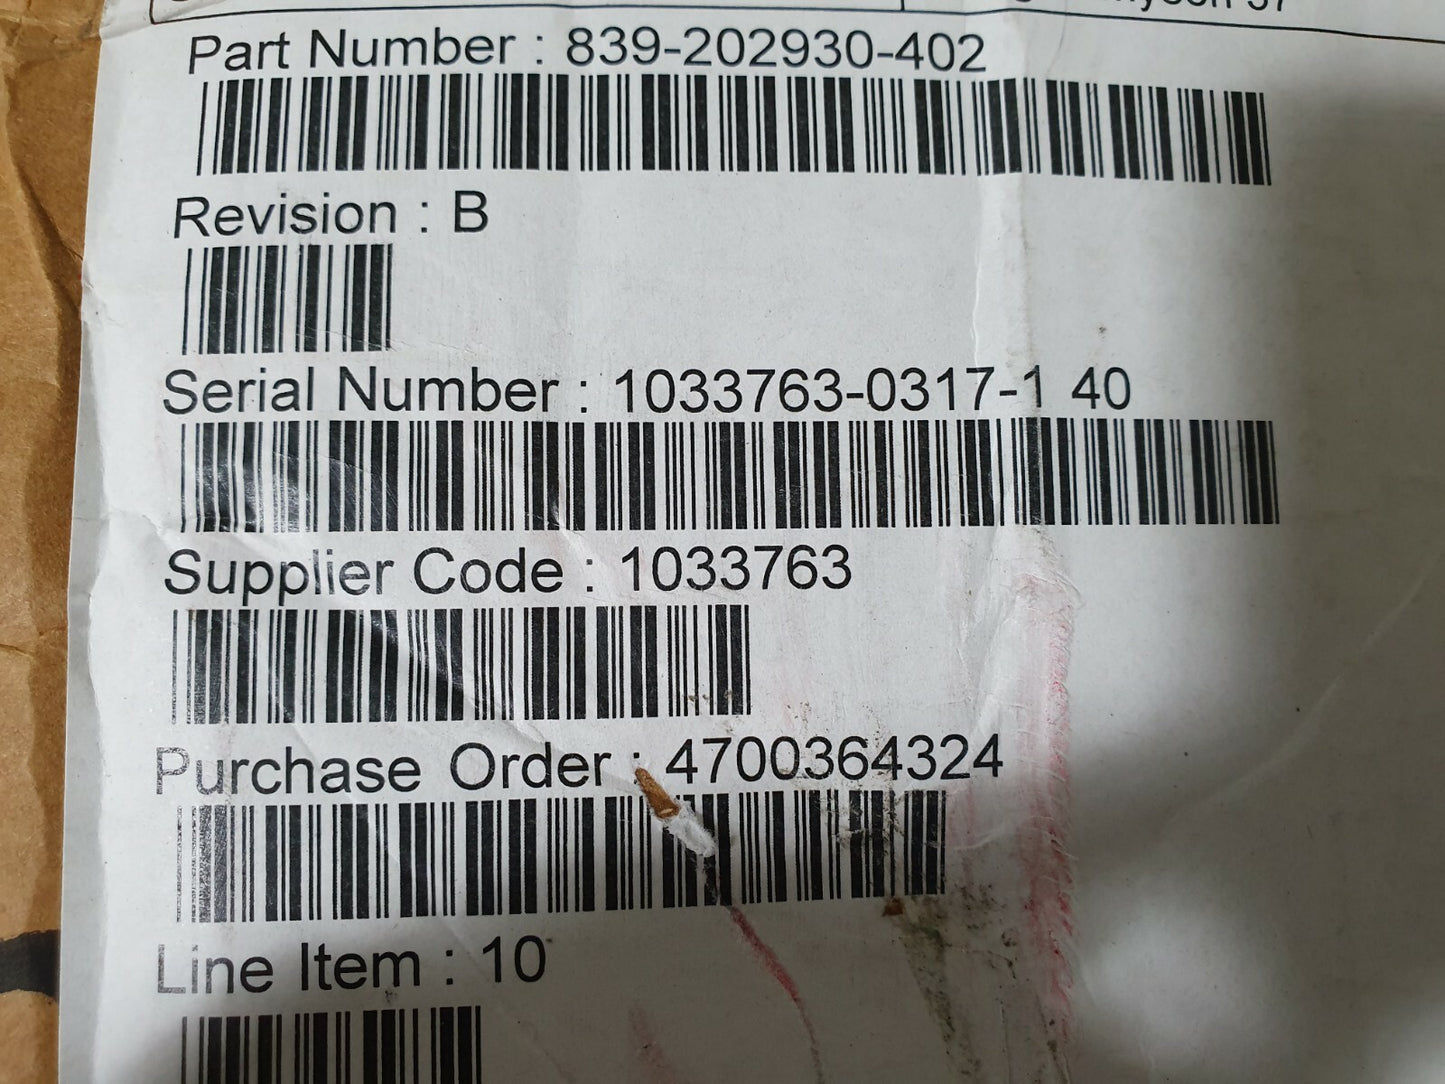 Part Number : 839-202930-402
Revision : B
Serial Number : 1033763-0317-1 40
Supplier Code : 1033763
Purchase Order : 4700364324
Line Item : 10